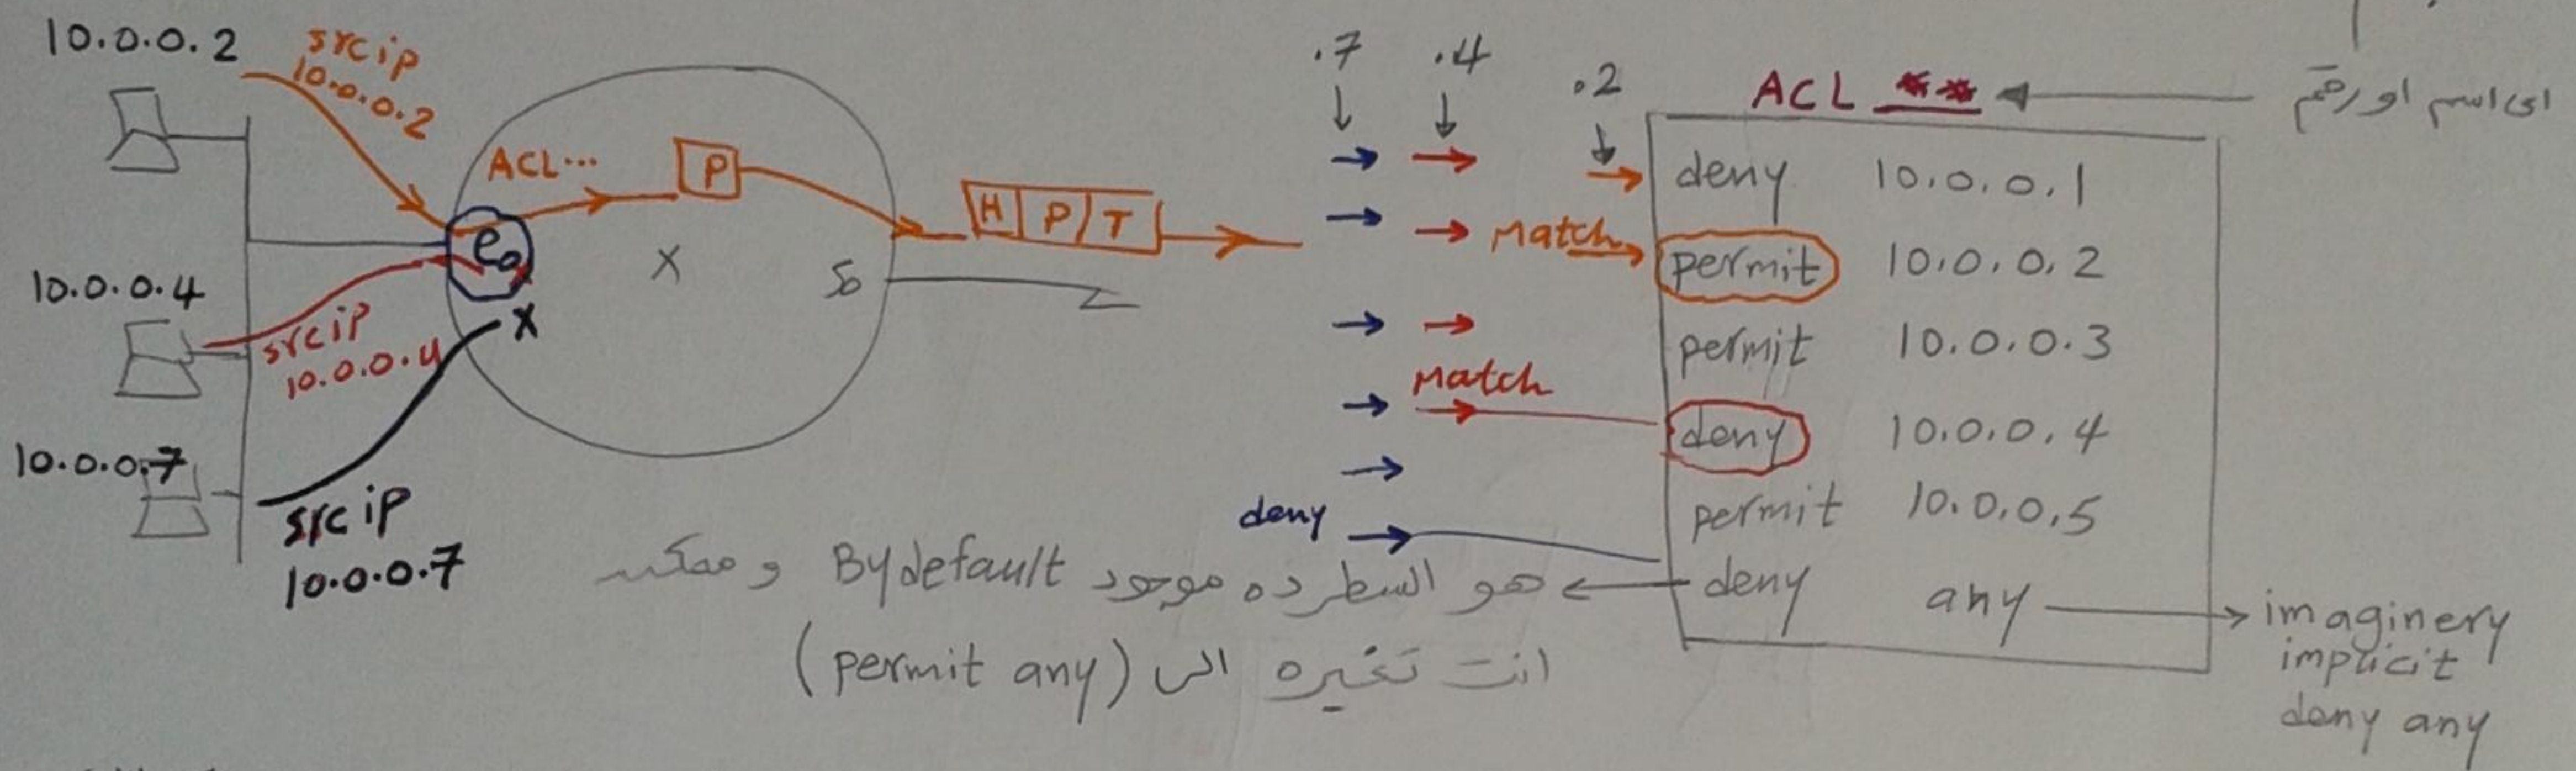 10.0.0.2
src ip
10.0.0.2
ACL...
P
H P T
e0
X
S0
10.0.0.4
src ip
10.0.0.4
X
10.0.0.7
src ip
10.0.0.7
.7 .4 .2
Match
Match
deny
ACL **
اى اسم او رقم
deny 10.0.0.1
permit 10.0.0.2
permit 10.0.0.3
deny 10.0.0.4
permit 10.0.0.5
deny any
imaginery
implicit
deny any
هو السطر ده موجود By default و ممكن
انت تغيره الى (permit any)